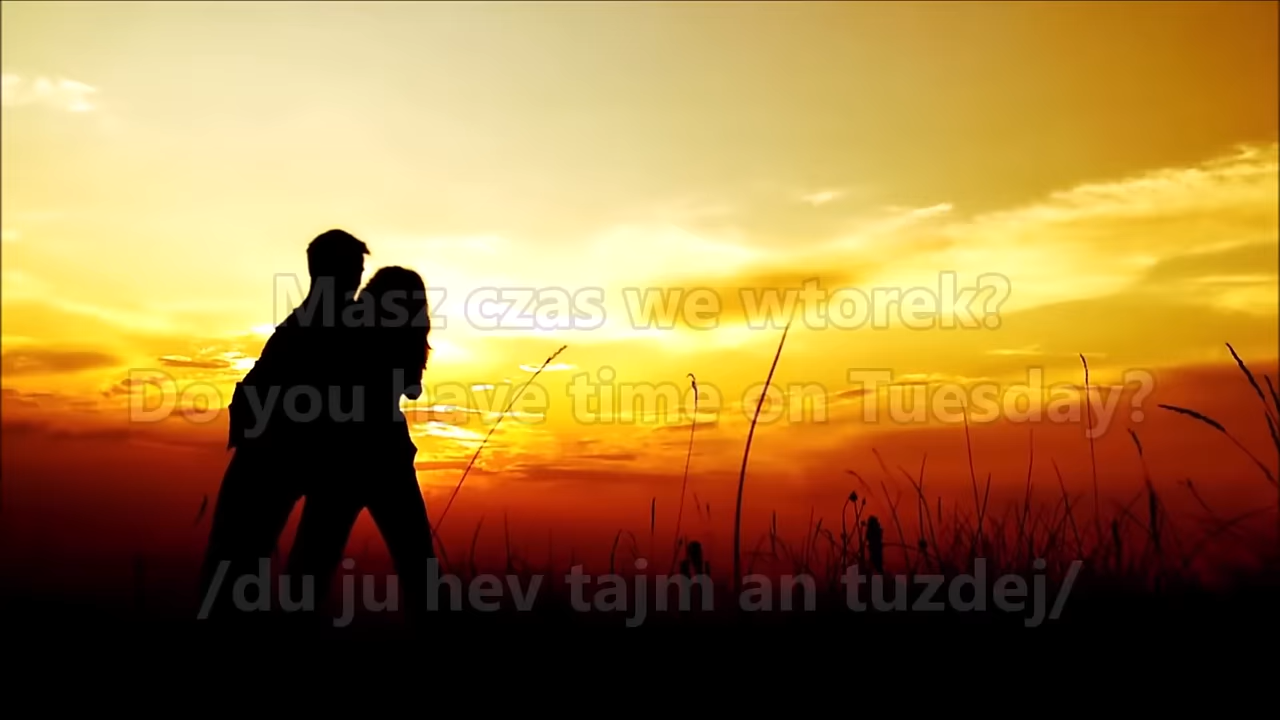 Masz czas we wtorek?
Do you have time on Tuesday?
/du ju hev tajm an tuzdej/